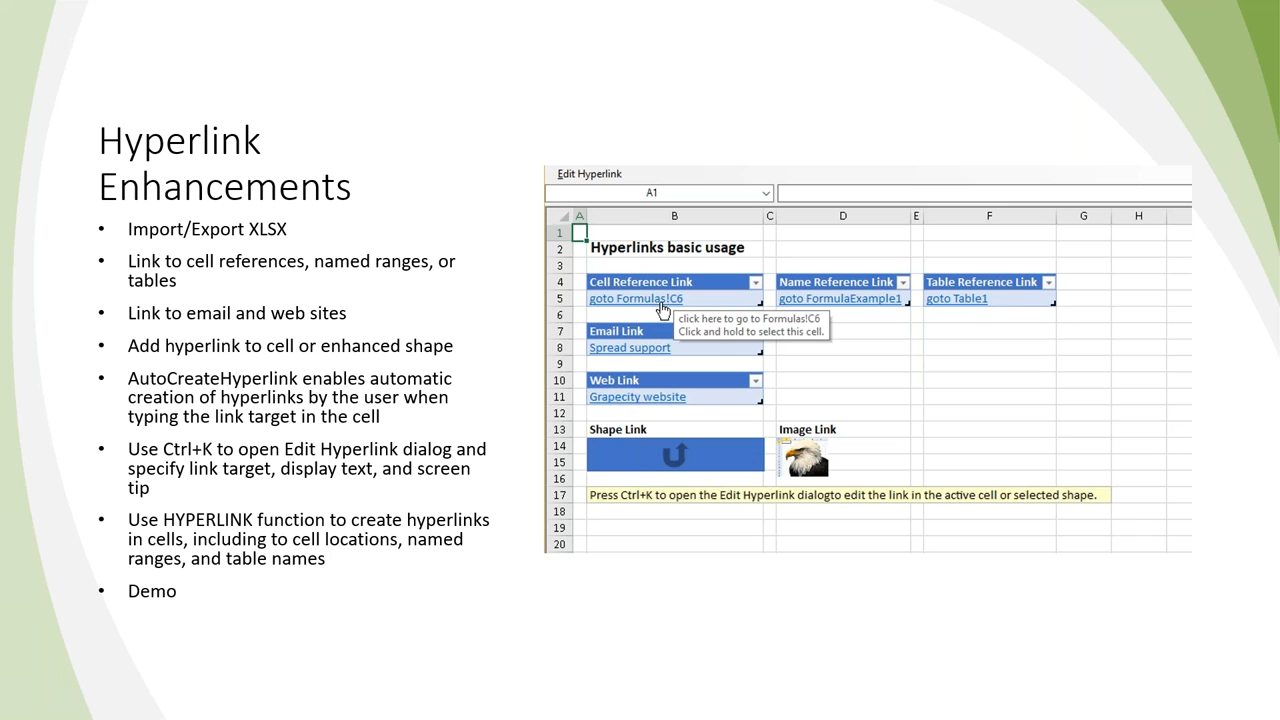 Hyperlink
Enhancements
• Import/Export XLSX
• Link to cell references, named ranges, or
tables
• Link to email and web sites
• Add hyperlink to cell or enhanced shape
• AutoCreateHyperlink enables automatic
creation of hyperlinks by the user when
typing the link target in the cell
• Use Ctrl+K to open Edit Hyperlink dialog and
specify link target, display text, and screen
tip
• Use HYPERLINK function to create hyperlinks
in cells, including to cell locations, named
ranges, and table names
• Demo
Edit Hyperlink
A1
A B C D E F G H
1
2 Hyperlinks basic usage
3
4 Cell Reference Link Name Reference Link Table Reference Link
5 goto Formulas!C6 goto FormulaExample1 goto Table1
6 click here to go to Formulas!C6
7 Email Link Click and hold to select this cell.
8 Spread support
9
10 Web Link
11 Grapecity website
12
13 Shape Link Image Link
14
15
16
17 Press Ctrl+K to open the Edit Hyperlink dialogto edit the link in the active cell or selected shape.
18
19
20